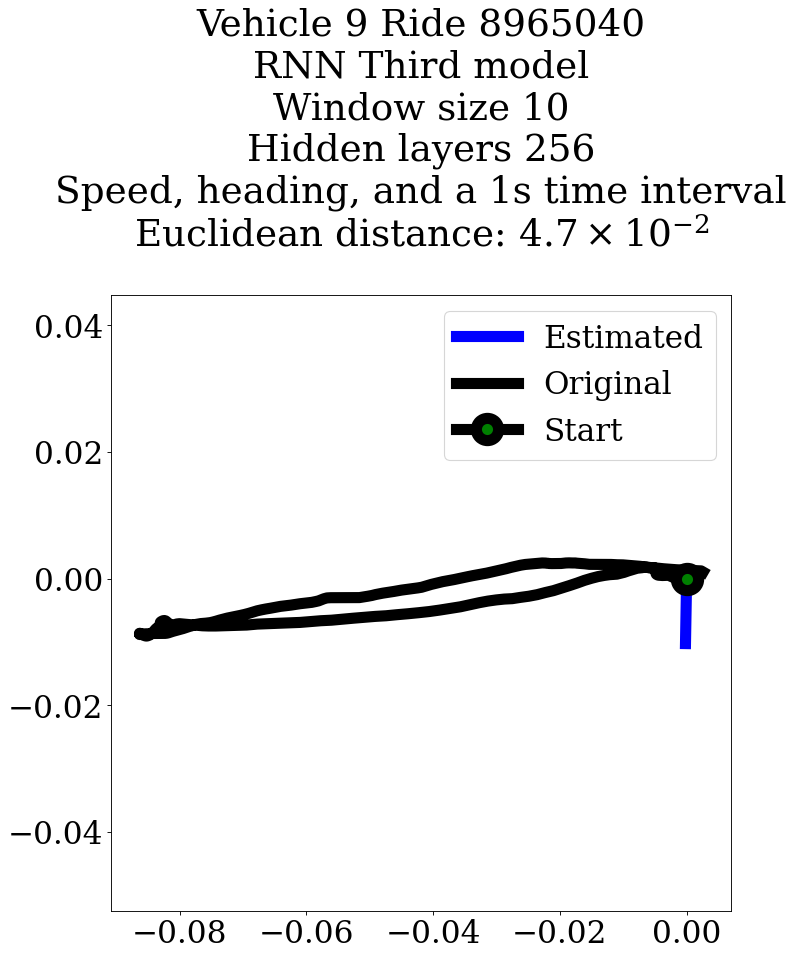 Vehicle 9 Ride 8965040
RNN Third model
Window size 10
Hidden layers 256
Speed, heading, and a 1s time interval
Euclidean distance: 4.7 × 10⁻²
Estimated
Original
Start
0.04
0.02
0.00
−0.02
−0.04
−0.08 −0.06 −0.04 −0.02 0.00